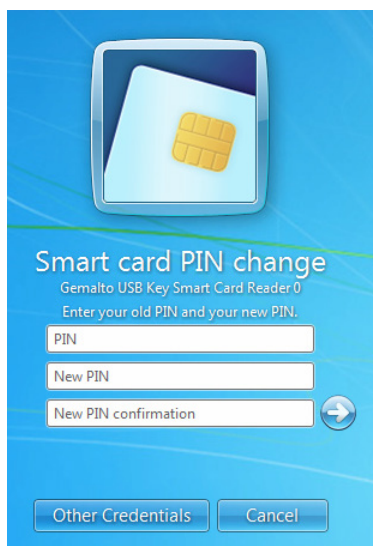 Smart card PIN change
Gemalto USB Key Smart Card Reader 0
Enter your old PIN and your new PIN.
PIN
New PIN
New PIN confirmation
Other Credentials
Cancel